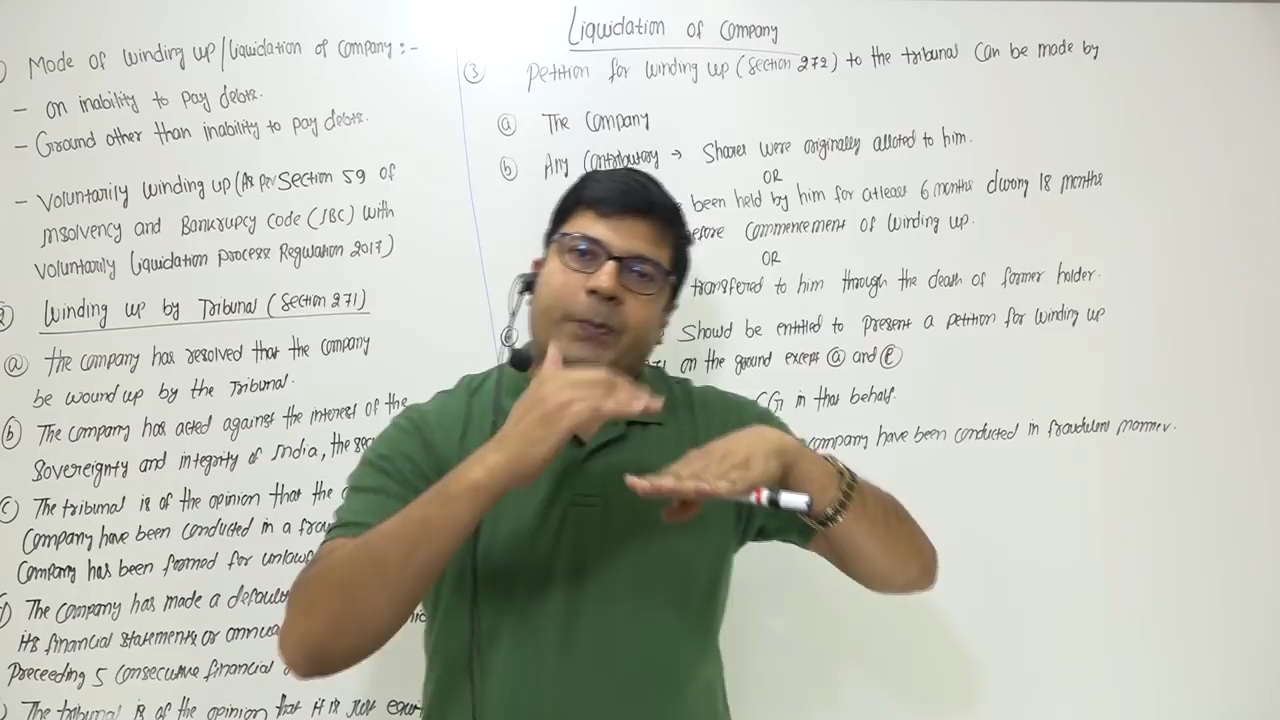 Liquidation of Company
Mode of winding up/Liquidation of Company :-
- on inability to pay debts.
- Ground other than inability to pay debts.
- Voluntarily winding up (As Per Section 59 of
Insolvency and Bankrupcy Code (IBC) with
Voluntarily Liquidation Process Regulation 2017)
② Winding up by Tribunal (Section 271)
ⓐ the company has resolved that the company
be wound up by the Tribunal.
ⓑ The company has acted against the interest of the
Sovereignty and integrity of India, the
ⓒ The tribunal is of the opinion that the
Company have been conducted in a
Company has been formed for
The company has made a
its financial statements or
Preceeding 5 consecutive financial
The tribunal is of the opinion that it is just
③ Petition for winding up (Section 272) to the tribunal Can be made by
ⓐ The Company
ⓑ Any Contributary → Shares were originally alloted to him.
OR
been held by him for atleast 6 months during 18 months
Commencement of winding up.
OR
transfered to him through the death of former holder.
Should be entitled to Present a petition for winding up
on the ground except ⓐ and ⓔ
CG in that behalf.
company have been conducted in fraudulent manner.